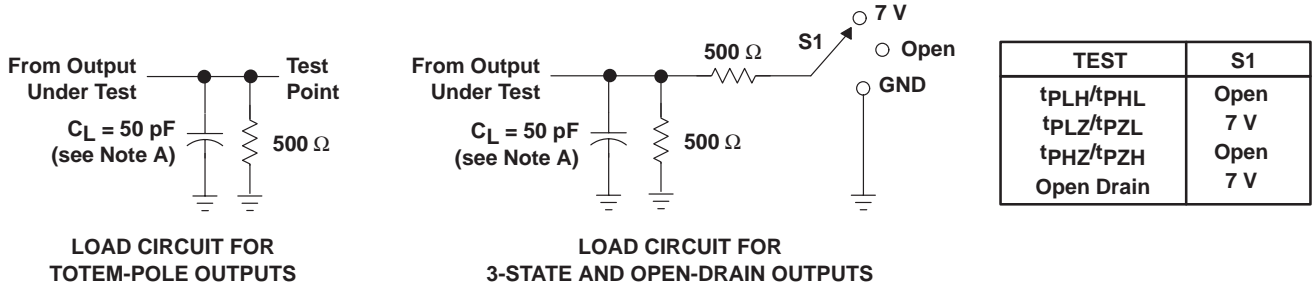 From Output
Under Test
Test
Point
CL = 50 pF
(see Note A)
500 Ω
LOAD CIRCUIT FOR
TOTEM-POLE OUTPUTS
From Output
Under Test
CL = 50 pF
(see Note A)
500 Ω
500 Ω
S1
7 V
Open
GND
LOAD CIRCUIT FOR
3-STATE AND OPEN-DRAIN OUTPUTS
TEST S1
tPLH/tPHL Open
tPLZ/tPZL 7 V
tPHZ/tPZH Open
Open Drain 7 V